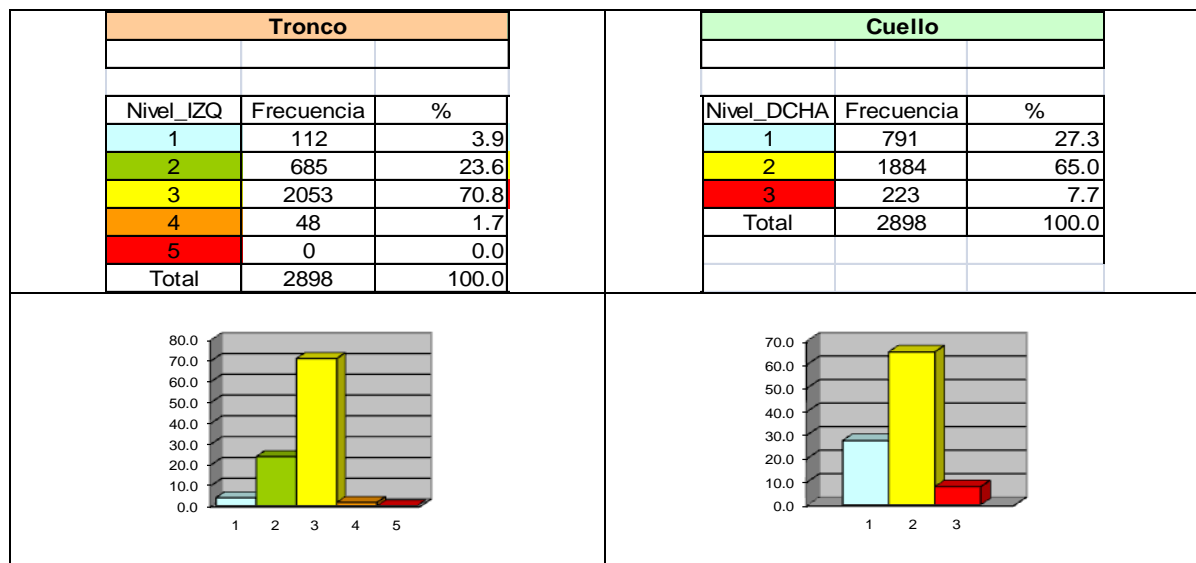 Tronco
Nivel_IZQ Frecuencia %
1 112 3.9
2 685 23.6
3 2053 70.8
4 48 1.7
5 0 0.0
Total 2898 100.0
Cuello
Nivel_DCHA Frecuencia %
1 791 27.3
2 1884 65.0
3 223 7.7
Total 2898 100.0
80.0
70.0
60.0
50.0
40.0
30.0
20.0
10.0
0.0
1 2 3 4 5
70.0
60.0
50.0
40.0
30.0
20.0
10.0
0.0
1 2 3